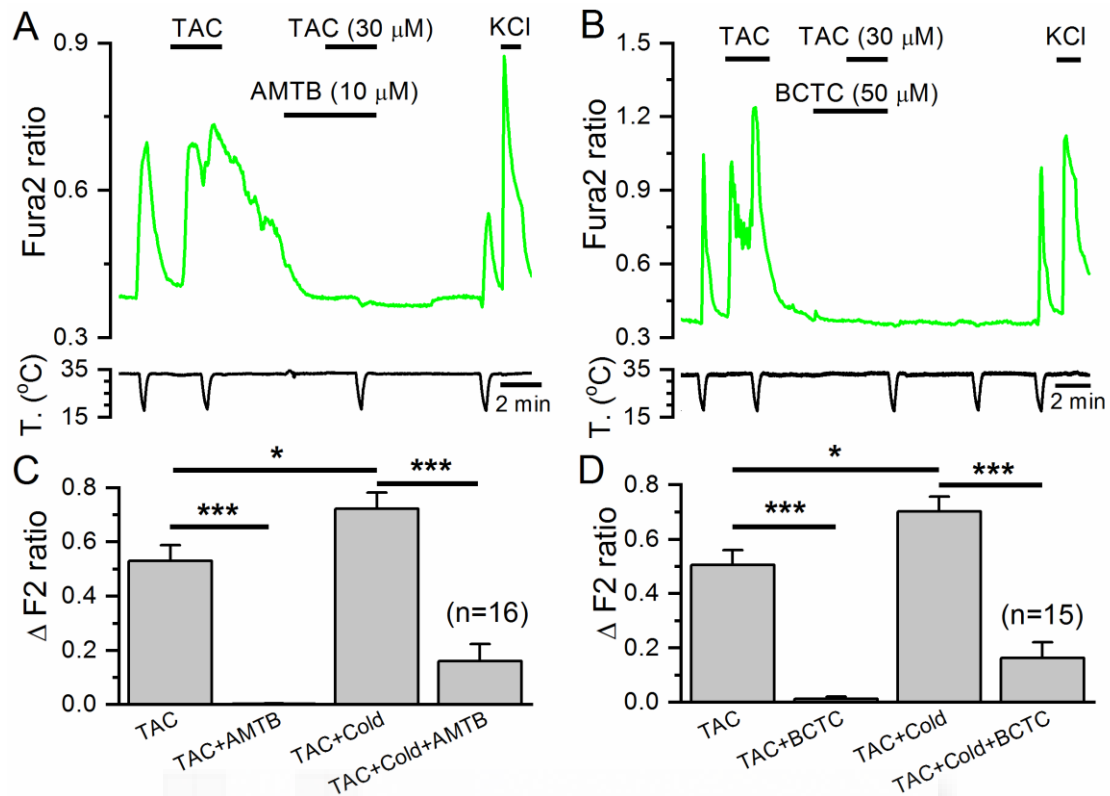 A
TAC
TAC (30 μM)
KCl
AMTB (10 μM)
0.9
0.6
0.3
Fura2 ratio
35
15
T. (°C)
2 min
B
TAC
TAC (30 μM)
KCl
BCTC (50 μM)
1.5
1.2
0.9
0.6
0.3
Fura2 ratio
35
15
T. (°C)
2 min
C
*
***
***
(n=16)
0.8
0.6
0.4
0.2
0.0
Δ F2 ratio
TAC
TAC+AMTB
TAC+Cold
TAC+Cold+AMTB
D
*
***
***
(n=15)
0.8
0.6
0.4
0.2
0.0
Δ F2 ratio
TAC
TAC+BCTC
TAC+Cold
TAC+Cold+BCTC